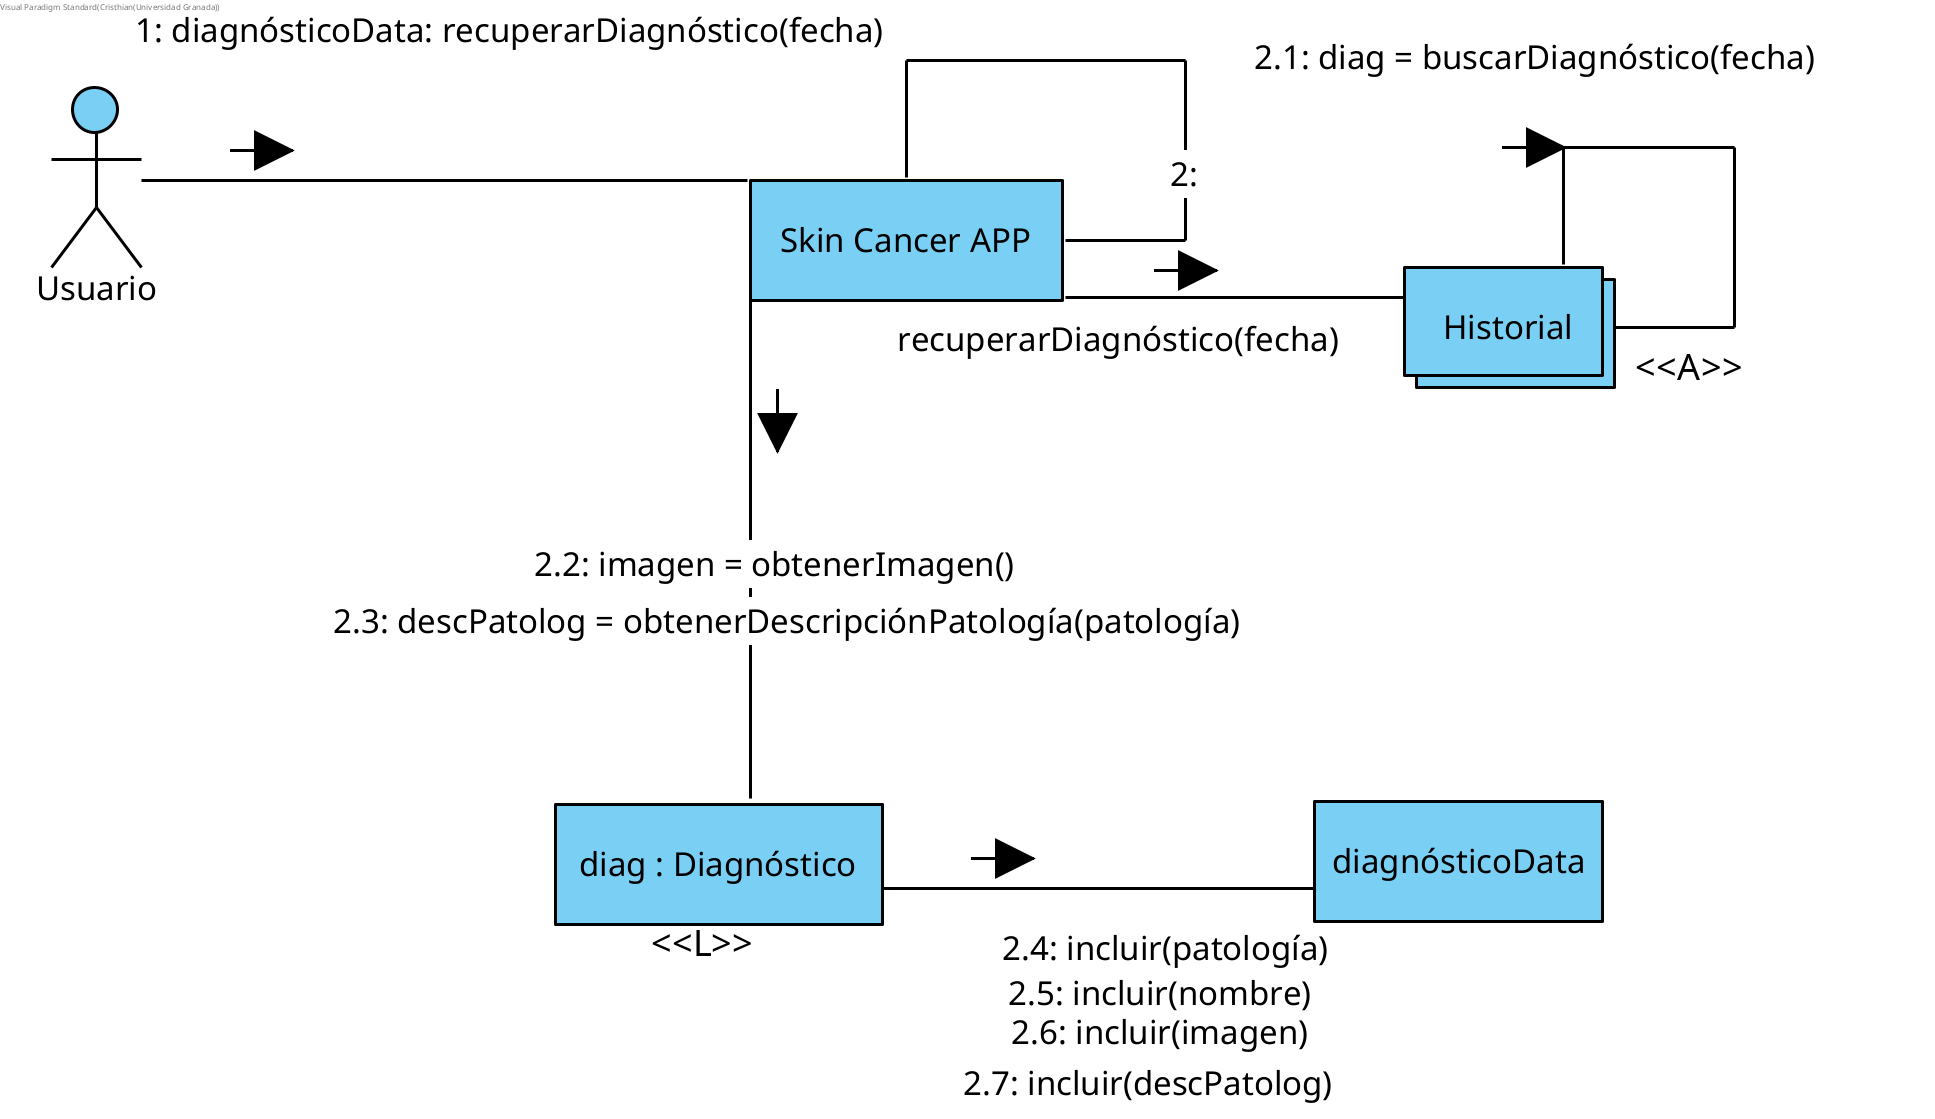 Visual Paradigm Standard(Cristhian(Universidad Granada))
1: diagnósticoData: recuperarDiagnóstico(fecha)
2.1: diag = buscarDiagnóstico(fecha)
2:
Skin Cancer APP
Usuario
recuperarDiagnóstico(fecha)
Historial
<<A>>
2.2: imagen = obtenerImagen()
2.3: descPatolog = obtenerDescripciónPatología(patología)
diag : Diagnóstico
diagnósticoData
<<L>>
2.4: incluir(patología)
2.5: incluir(nombre)
2.6: incluir(imagen)
2.7: incluir(descPatolog)